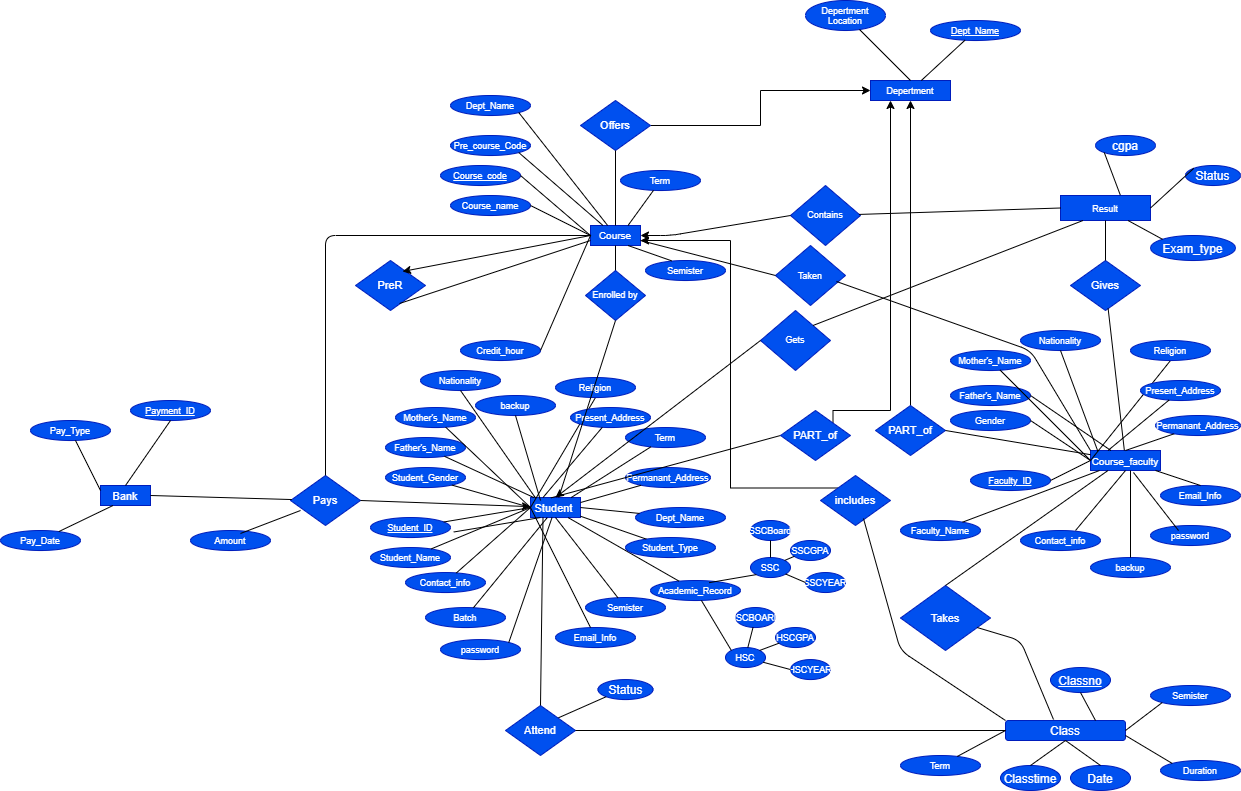 Depertment
Location
Dept_Name
Depertment
Dept_Name
Offers
Pre_course_Code
cgpa
Course_code
Term
Status
Course_name
Result
Contains
Course
Exam_type
Semister
Taken
PreR
Gives
Enrolled by
Gets
Nationality
Credit_hour
Religion
Mother's_Name
Nationality
Religion
Present_Address
backup
Father's_Name
Payment_ID
Mother's_Name
Present_Address
Gender
Permanant_Address
Pay_Type
Term
PART_of
PART_of
Father's_Name
Course_faculty
Student_Gender
Permanant_Address
Faculty_ID
Bank
Pays
includes
Email_Info
Student
Dept_Name
Student_ID
Faculty_Name
SSCBoard
password
Pay_Date
Amount
Contact_info
Student_Type
SSCGPA
Student_Name
SSC
backup
Contact_info
SSCYEAR
Academic_Record
Semister
Batch
SCBOAR
Takes
Email_Info
HSCGPA
password
HSC
HSCYEAR
Classno
Status
Semister
Attend
Class
Term
Classtime
Date
Duration